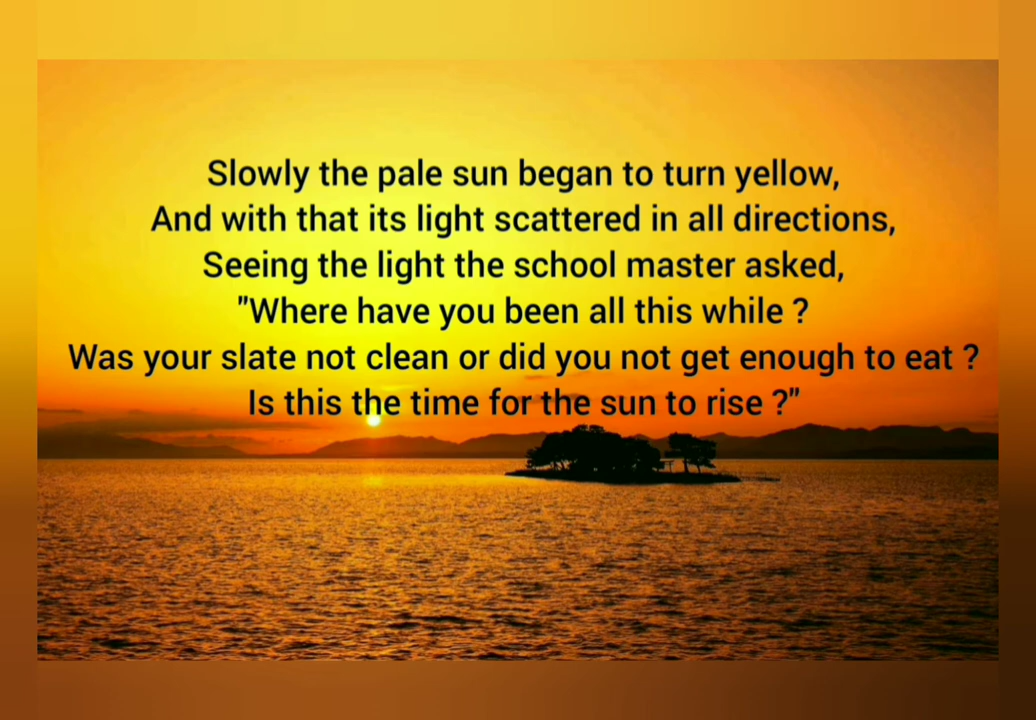 Slowly the pale sun began to turn yellow,
And with that its light scattered in all directions,
Seeing the light the school master asked,
"Where have you been all this while ?
Was your slate not clean or did you not get enough to eat ?
Is this the time for the sun to rise ?"